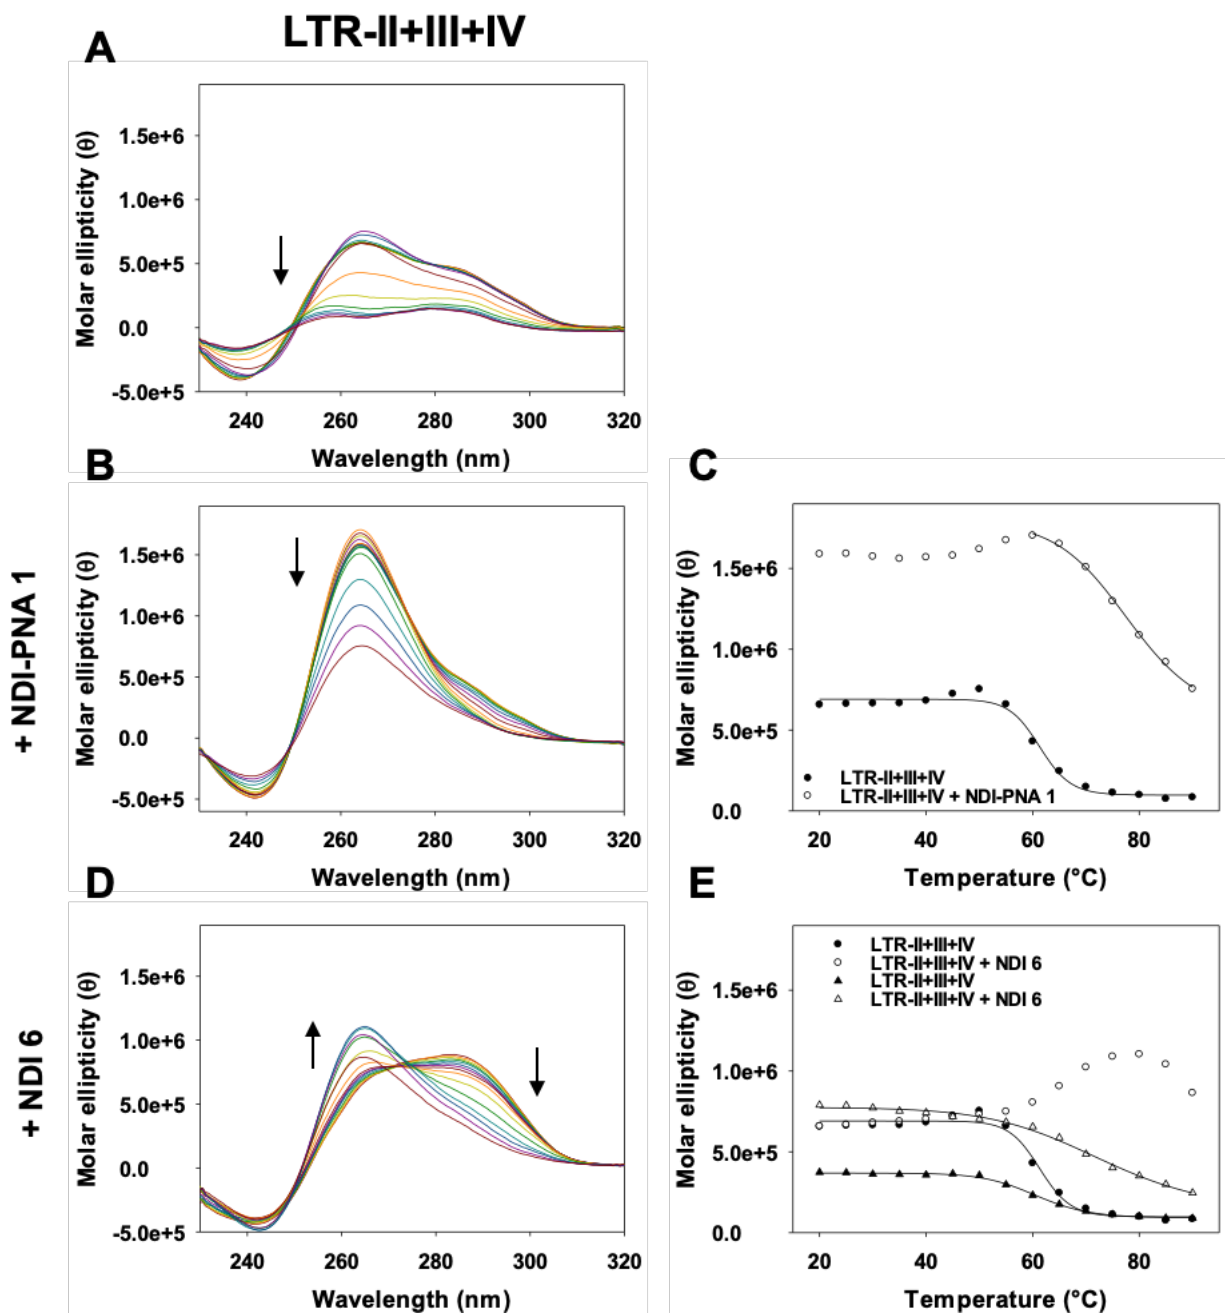 LTR-II+III+IV
A
Molar ellipticity (θ)
1.5e+6
1.0e+6
5.0e+5
0.0
-5.0e+5
240 260 280 300 320
Wavelength (nm)
+ NDI-PNA 1
B
Molar ellipticity (θ)
1.5e+6
1.0e+6
5.0e+5
0.0
-5.0e+5
240 260 280 300 320
Wavelength (nm)
C
Molar ellipticity (θ)
1.5e+6
1.0e+6
5.0e+5
0.0
LTR-II+III+IV
LTR-II+III+IV + NDI-PNA 1
20 40 60 80
Temperature (°C)
+ NDI 6
D
Molar ellipticity (θ)
1.5e+6
1.0e+6
5.0e+5
0.0
-5.0e+5
240 260 280 300 320
Wavelength (nm)
E
Molar ellipticity (θ)
LTR-II+III+IV
LTR-II+III+IV + NDI 6
LTR-II+III+IV
LTR-II+III+IV + NDI 6
1.5e+6
1.0e+6
5.0e+5
0.0
20 40 60 80
Temperature (°C)